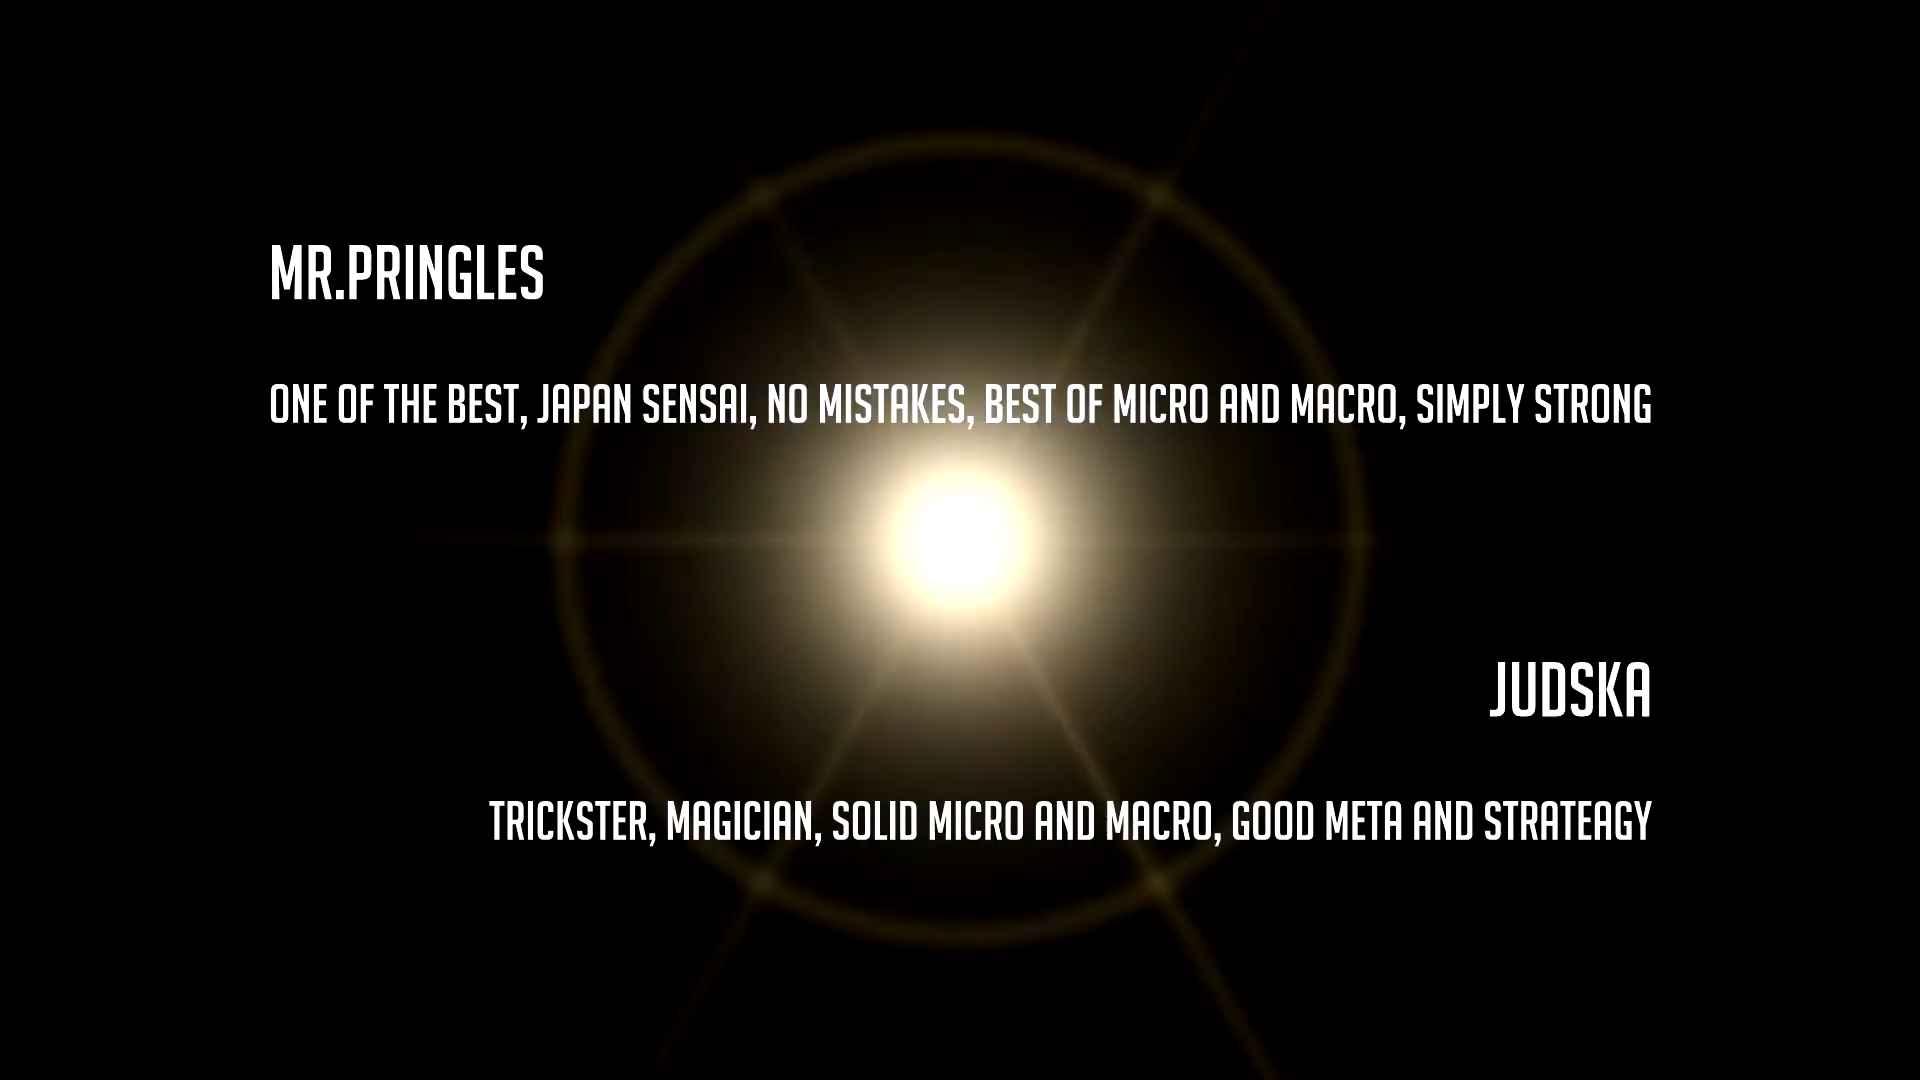 MR.PRINGLES
ONE OF THE BEST, JAPAN SENSAI, NO MISTAKES, BEST OF MICRO AND MACRO, SIMPLY STRONG
JUDSKA
TRICKSTER, MAGICIAN, SOLID MICRO AND MACRO, GOOD META AND STRATEAGY